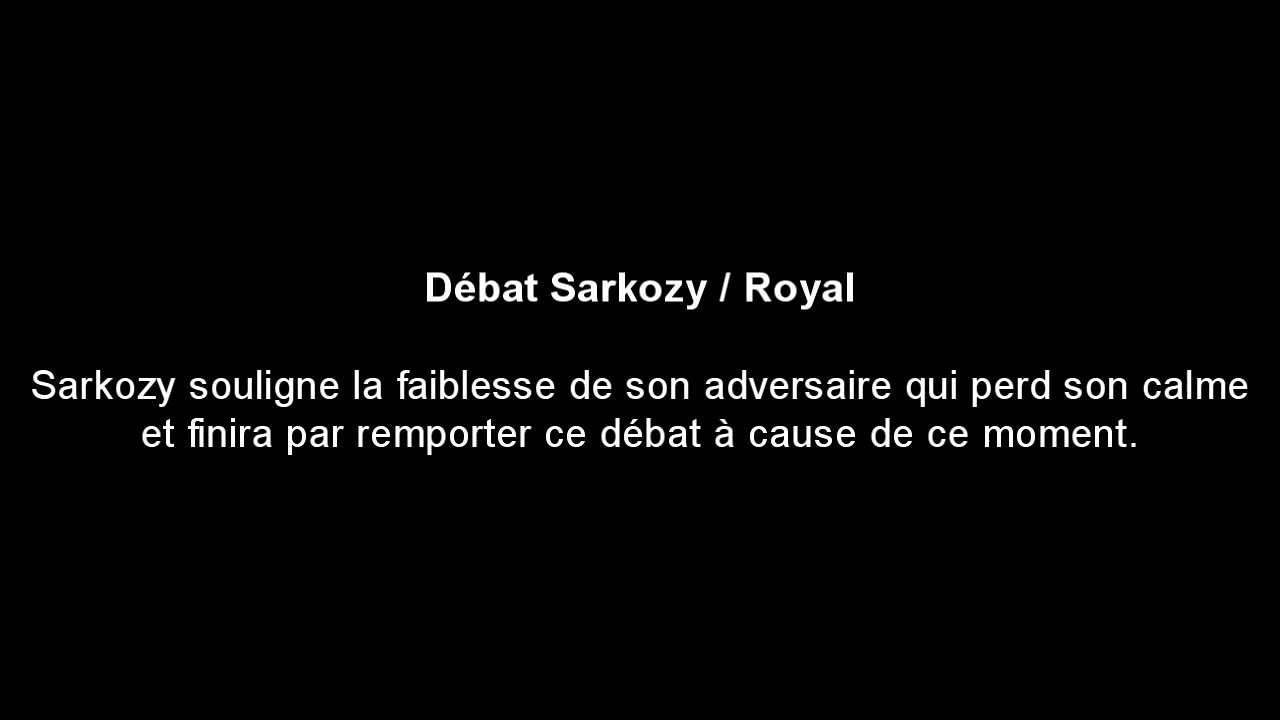 Débat Sarkozy / Royal
Sarkozy souligne la faiblesse de son adversaire qui perd son calme
et finira par remporter ce débat à cause de ce moment.